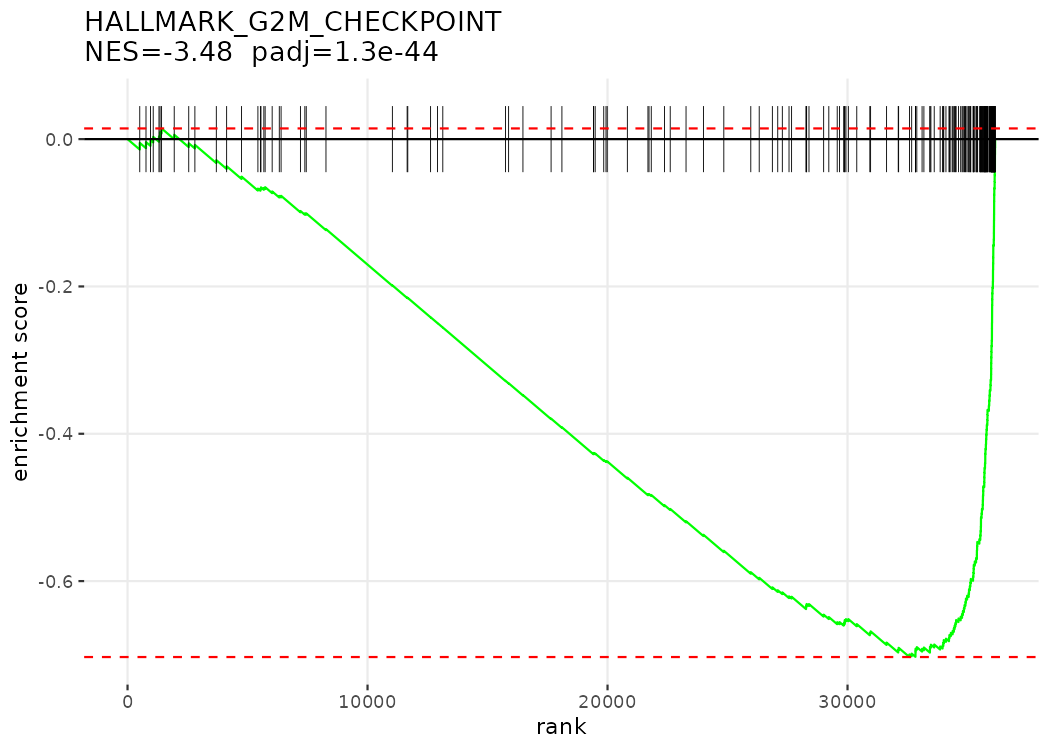 HALLMARK_G2M_CHECKPOINT
NES=-3.48 padj=1.3e-44
enrichment score
0.0
-0.2
-0.4
-0.6
0
10000
20000
30000
rank